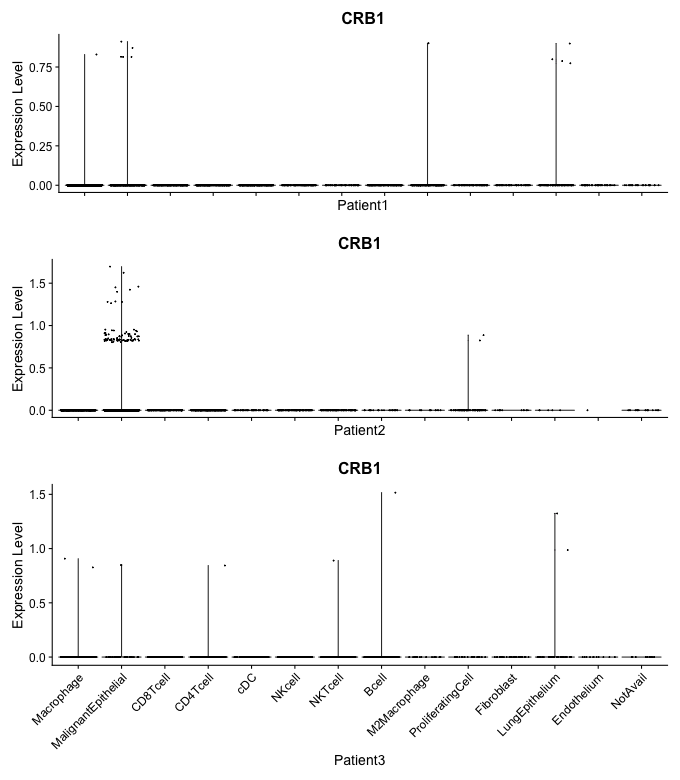 CRB1
Expression Level
0.75
0.50
0.25
0.00
Patient1
CRB1
Expression Level
1.5
1.0
0.5
0.0
Patient2
CRB1
Expression Level
1.5
1.0
0.5
0.0
Macrophage
MalignantEpithelial
CD8Tcell
CD4Tcell
cDC
NKcell
NKTcell
Bcell
M2Macrophage
ProliferatingCell
Fibroblast
LungEpithelium
Endothelium
NotAvail
Patient3